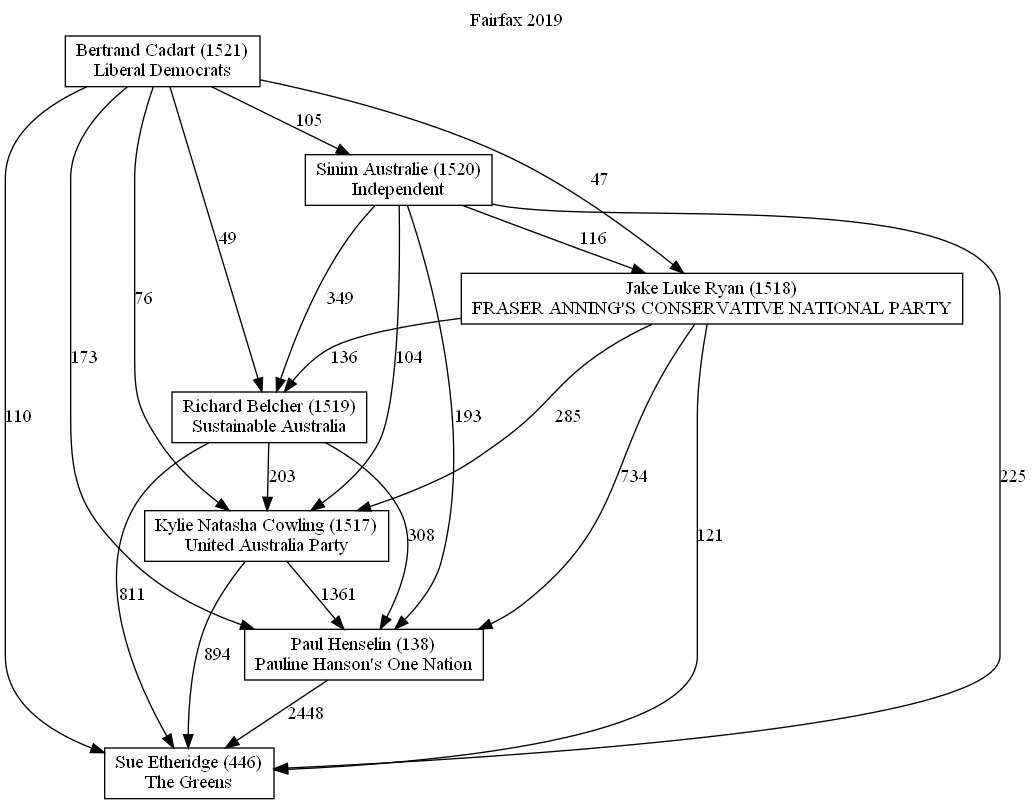 Fairfax 2019
Bertrand Cadart (1521)
Liberal Democrats
105
Sinim Australie (1520)
Independent
47
49
116
Jake Luke Ryan (1518)
FRASER ANNING'S CONSERVATIVE NATIONAL PARTY
76
349
173
136
104
Richard Belcher (1519)
Sustainable Australia
110
193
285
203
734
225
Kylie Natasha Cowling (1517)
United Australia Party
308
121
811
1361
Paul Henselin (138)
Pauline Hanson's One Nation
894
2448
Sue Etheridge (446)
The Greens